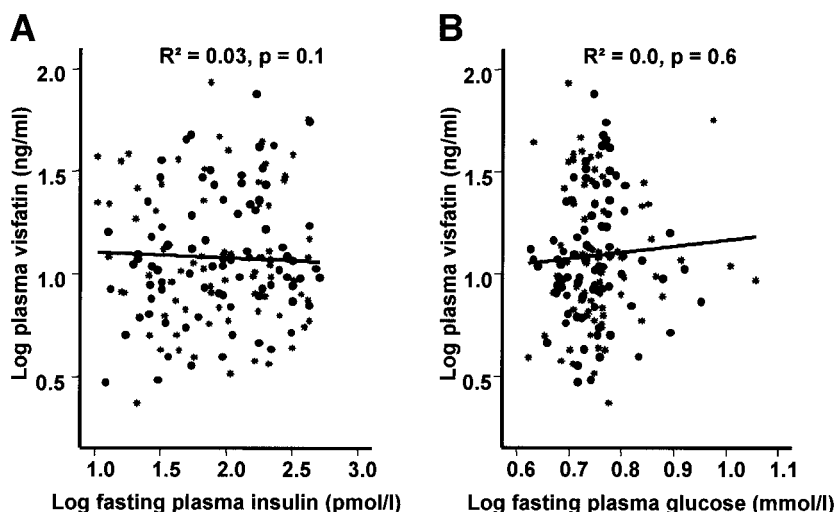 A
R² = 0.03, p = 0.1
Log plasma visfatin (ng/ml)
2.0
1.5
1.0
0.5
1.0 1.5 2.0 2.5 3.0
Log fasting plasma insulin (pmol/l)
B
R² = 0.0, p = 0.6
Log plasma visfatin (ng/ml)
2.0
1.5
1.0
0.5
0.6 0.7 0.8 0.9 1.0 1.1
Log fasting plasma glucose (mmol/l)